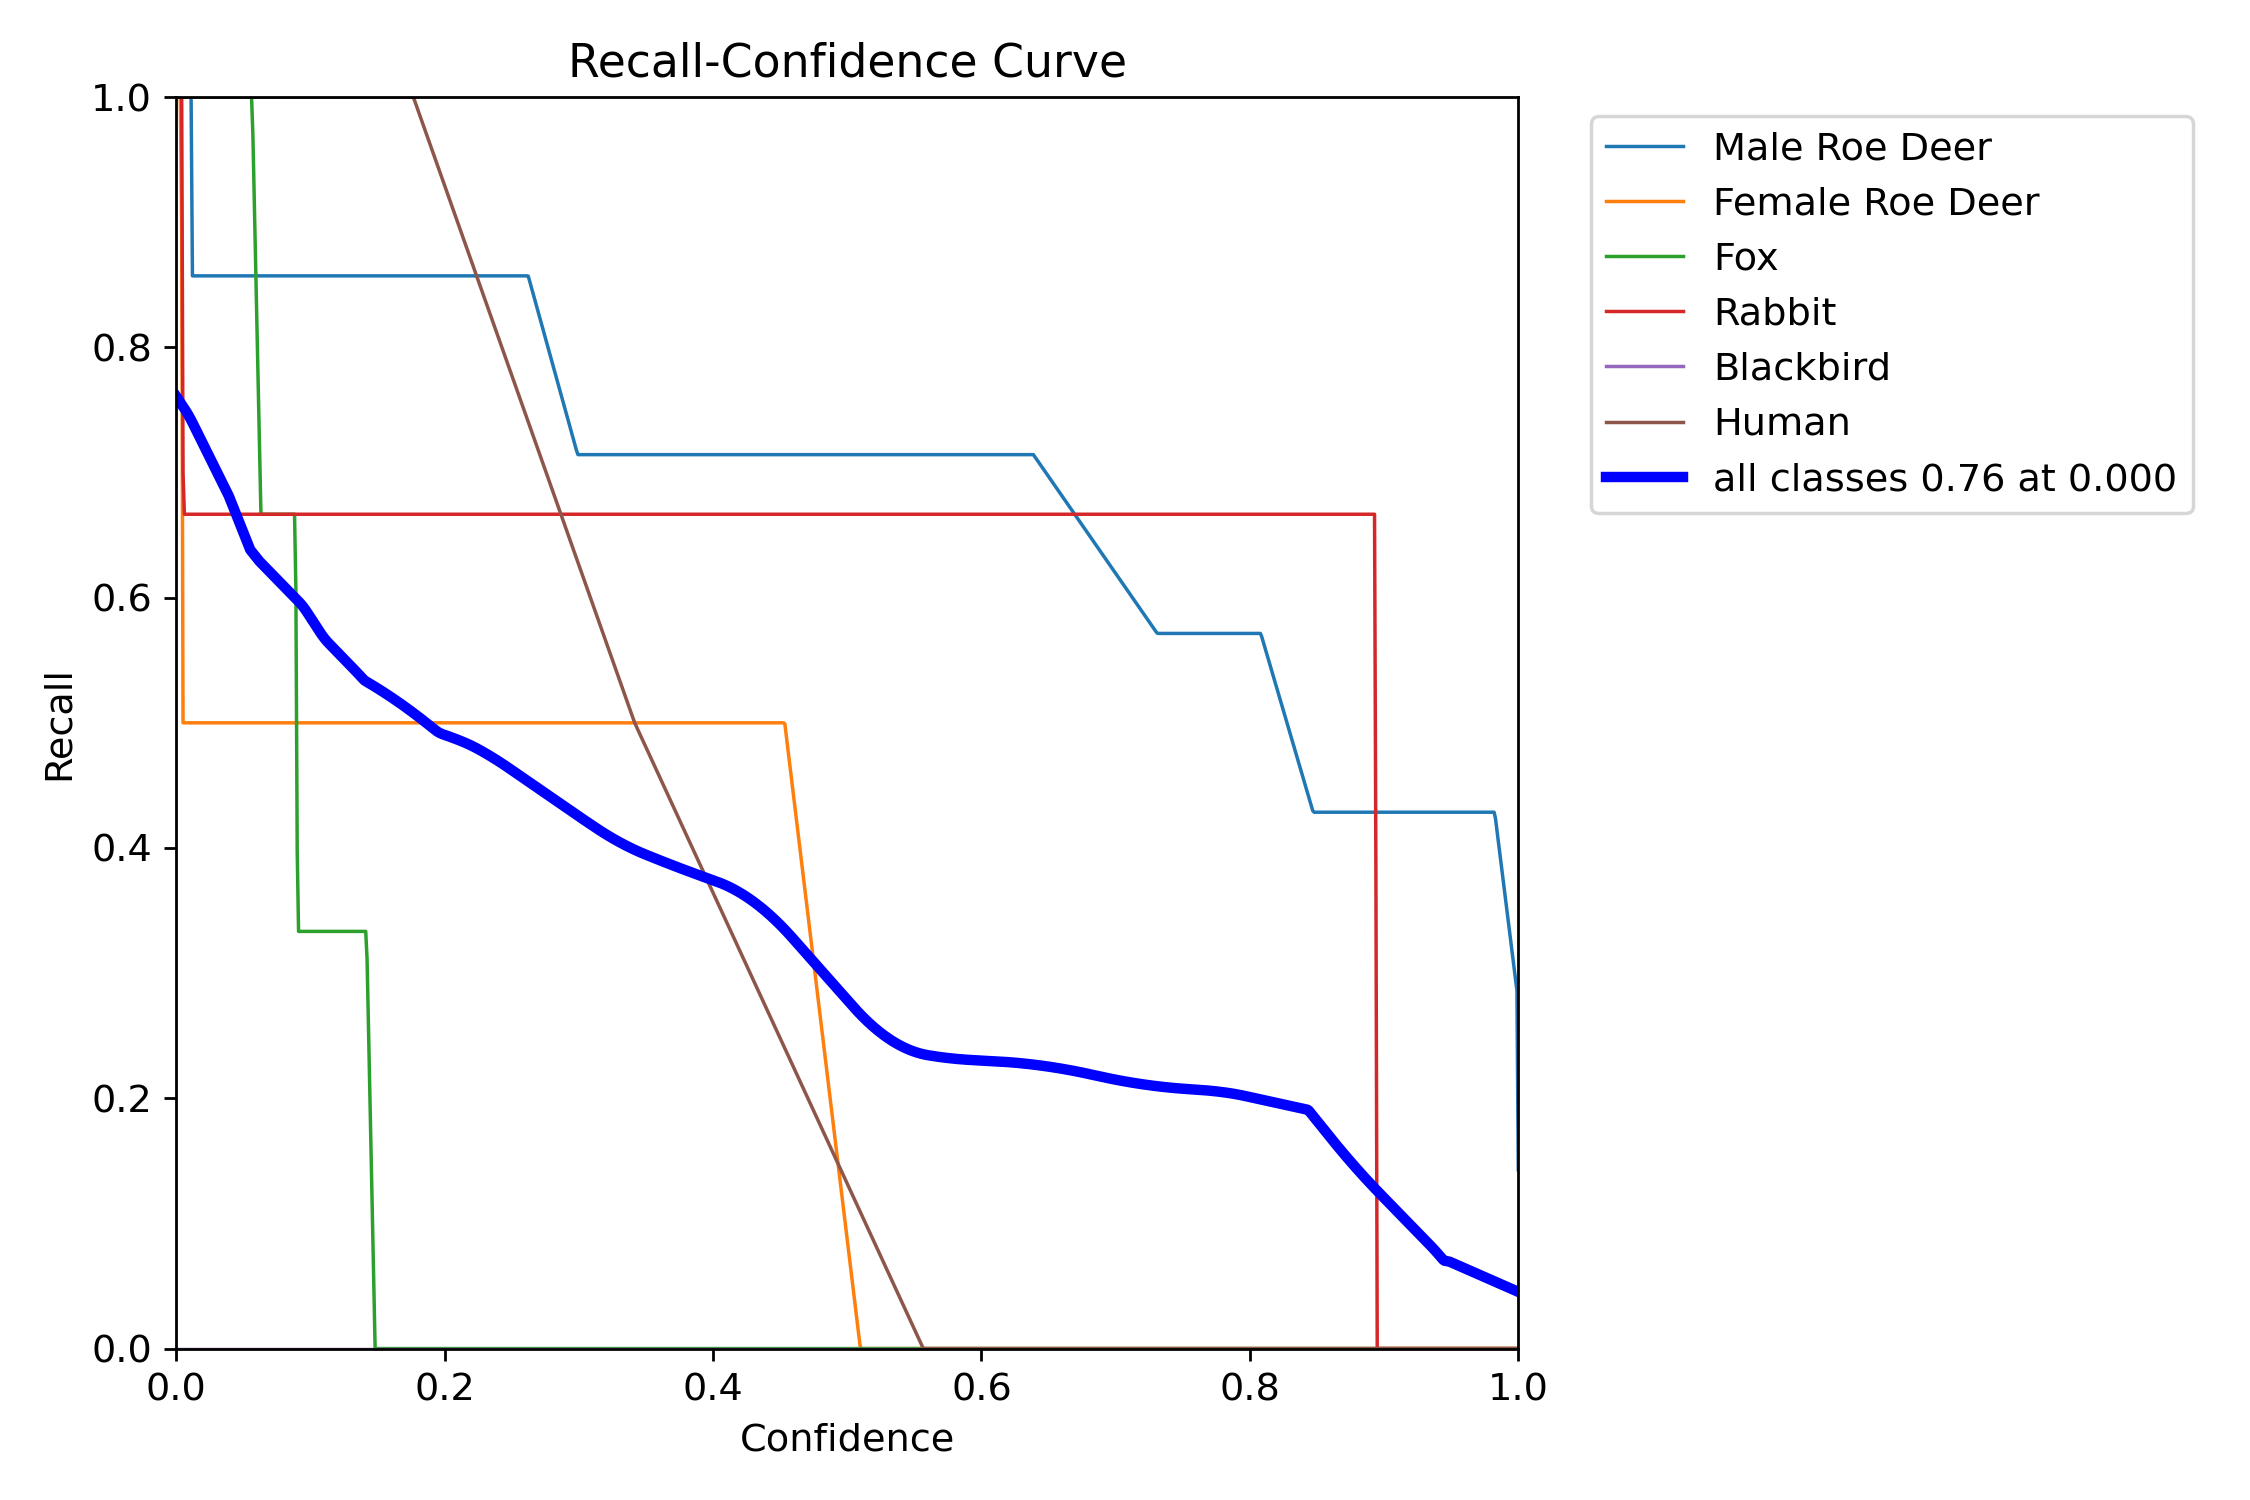 Recall-Confidence Curve
1.0
0.8
0.6
0.4
0.2
0.0
Recall
0.0 0.2 0.4 0.6 0.8 1.0
Confidence
Male Roe Deer
Female Roe Deer
Fox
Rabbit
Blackbird
Human
all classes 0.76 at 0.000